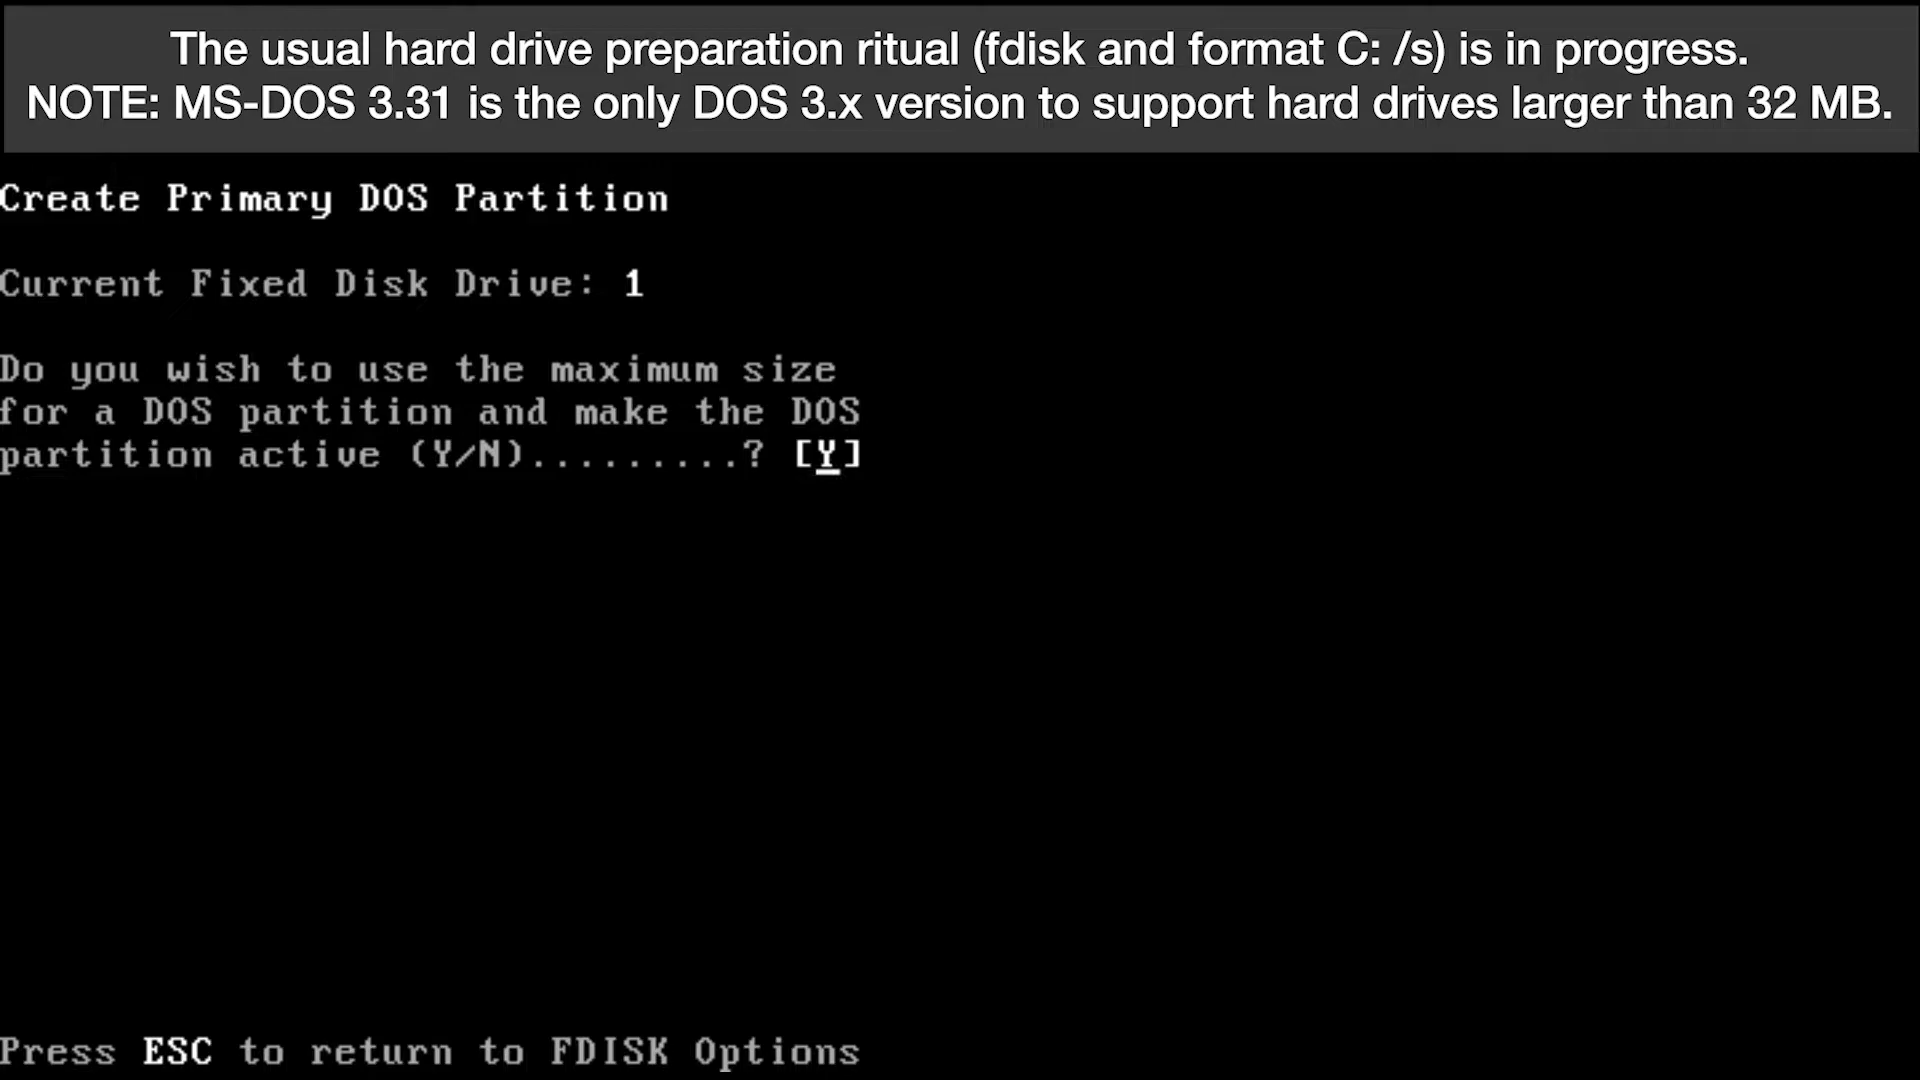 The usual hard drive preparation ritual (fdisk and format C: /s) is in progress.
NOTE: MS-DOS 3.31 is the only DOS 3.x version to support hard drives larger than 32 MB.
Create Primary DOS Partition
Current Fixed Disk Drive: 1
Do you wish to use the maximum size
for a DOS partition and make the DOS
partition active (Y/N).........? [Y]
Press ESC to return to FDISK Options